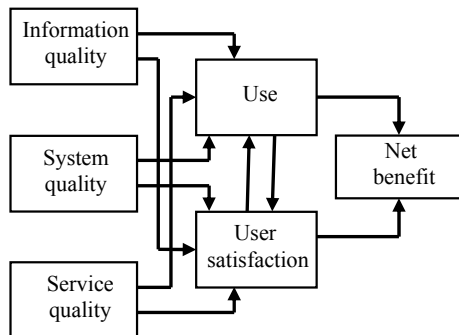 Information
quality
Use
System
quality
Net
benefit
User
satisfaction
Service
quality